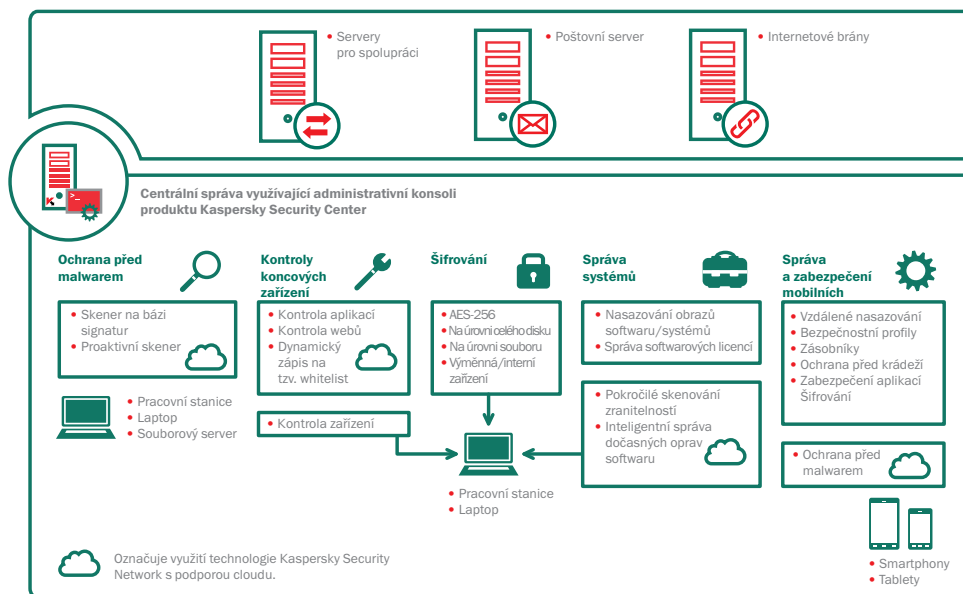 • Servery
pro spolupráci
• Poštovní server
• Internetové brány
Centrální správa využívající administrativní konsoli
produktu Kaspersky Security Center
Ochrana před
malwarem
• Skener na bázi
signatur
• Proaktivní skener
• Pracovní stanice
• Laptop
• Souborový server
Kontroly
koncových
zařízení
• Kontrola aplikací
• Kontrola webů
• Dynamický
zápis na
tzv. whitelist
• Kontrola zařízení
Šifrování
• AES-256
• Na úrovni celého disku
• Na úrovni souboru
• Výměnná/interní
zařízení
• Pracovní stanice
• Laptop
Správa
systémů
• Nasazování obrazů
softwaru/systémů
• Správa softwarových licencí
• Pokročilé skenování
zranitelností
• Inteligentní správa
dočasných oprav
softwaru
Správa
a zabezpečení
mobilních
• Vzdálené nasazování
• Bezpečnostní profily
• Zásobníky
• Ochrana před krádeží
• Zabezpečení aplikací
Šifrování
• Ochrana před
malwarem
• Smartphony
• Tablety
Označuje využití technologie Kaspersky Security
Network s podporou cloudu.